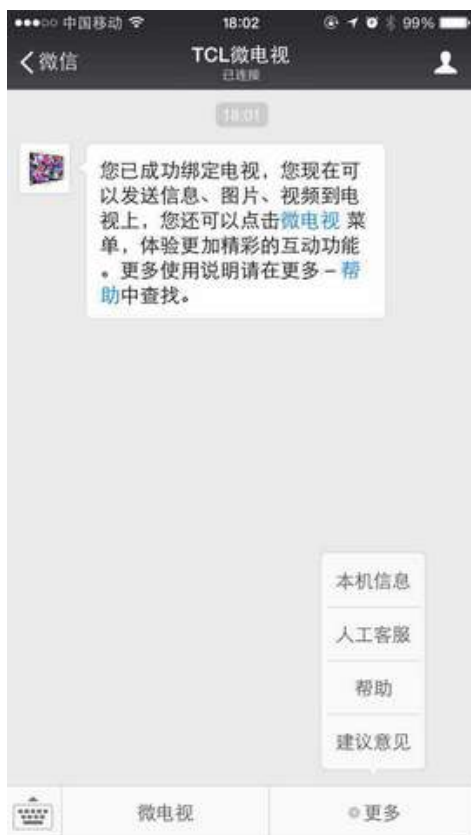 中国移动 18:02 99%
微信 TCL微电视
已连接
18:01
您已成功绑定电视，您现在可
以发送信息、图片、视频到电
视上，您还可以点击微电视 菜
单，体验更加精彩的互动功能
。更多使用说明请在更多－帮
助中查找。
本机信息
人工客服
帮助
建议意见
微电视 更多